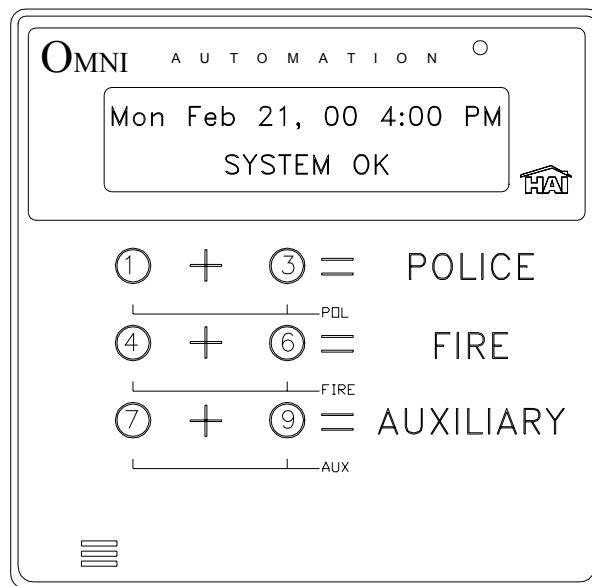 OMNI AUTOMATION
Mon Feb 21, 00 4:00 PM
SYSTEM OK
HAI
1 + 3 = POLICE
POL
4 + 6 = FIRE
FIRE
7 + 9 = AUXILIARY
AUX